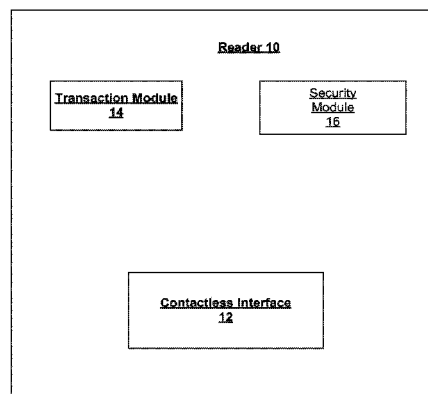 Reader 10
Transaction Module
14
Security
Module
16
Contactless Interface
12